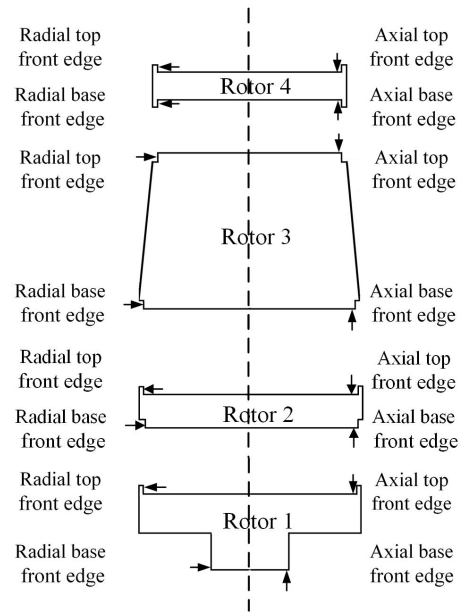 Radial top
front edge
Axial top
front edge
Rotor 4
Radial base
front edge
Axial base
front edge
Radial top
front edge
Axial top
front edge
Rotor 3
Radial base
front edge
Axial base
front edge
Radial top
front edge
Axial top
front edge
Rotor 2
Radial base
front edge
Axial base
front edge
Radial top
front edge
Axial top
front edge
Rotor 1
Radial base
front edge
Axial base
front edge